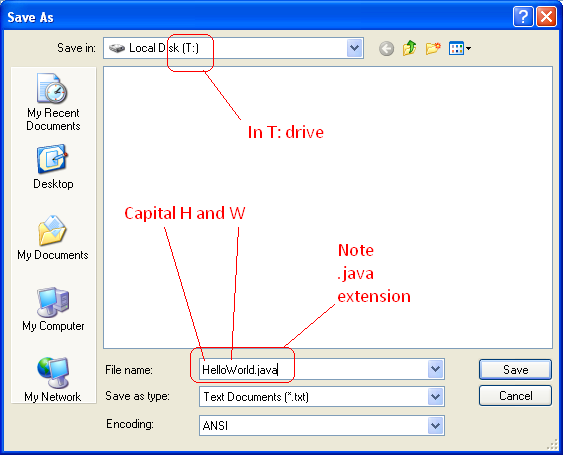 Save As
Save in:
Local Disk (T:)
My Recent
Documents
Desktop
My Documents
My Computer
My Network
In T: drive
Capital H and W
Note
.java
extension
File name:
HelloWorld.java
Save
Save as type:
Text Documents (*.txt)
Cancel
Encoding:
ANSI